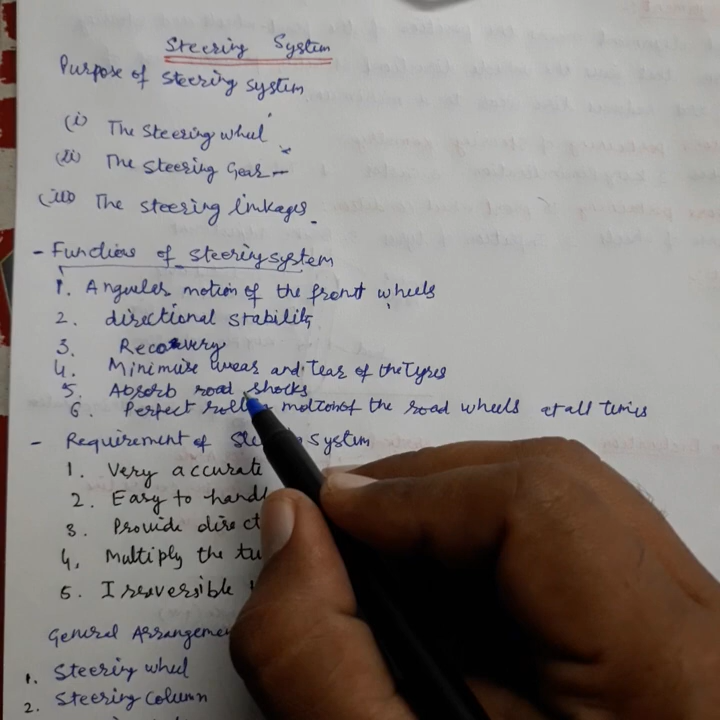 Steering System
Purpose of steering system
(i) The steering wheel
(ii) The steering Gear
(iii) The steering linkages
- Functions of steering system
1. Angular motion of the front wheels
2. directional stability
3. Recovery
4. Minimise wear and tear of the Tyres
5. Absorb road shocks
6. Perfect motion of the road wheels at all times
- Requirement of System
1. Very accurate
2. Easy to
3. Provide direct
4. Multiply the
5. Irreversible
General
1. Steering wheel
2. Steering column